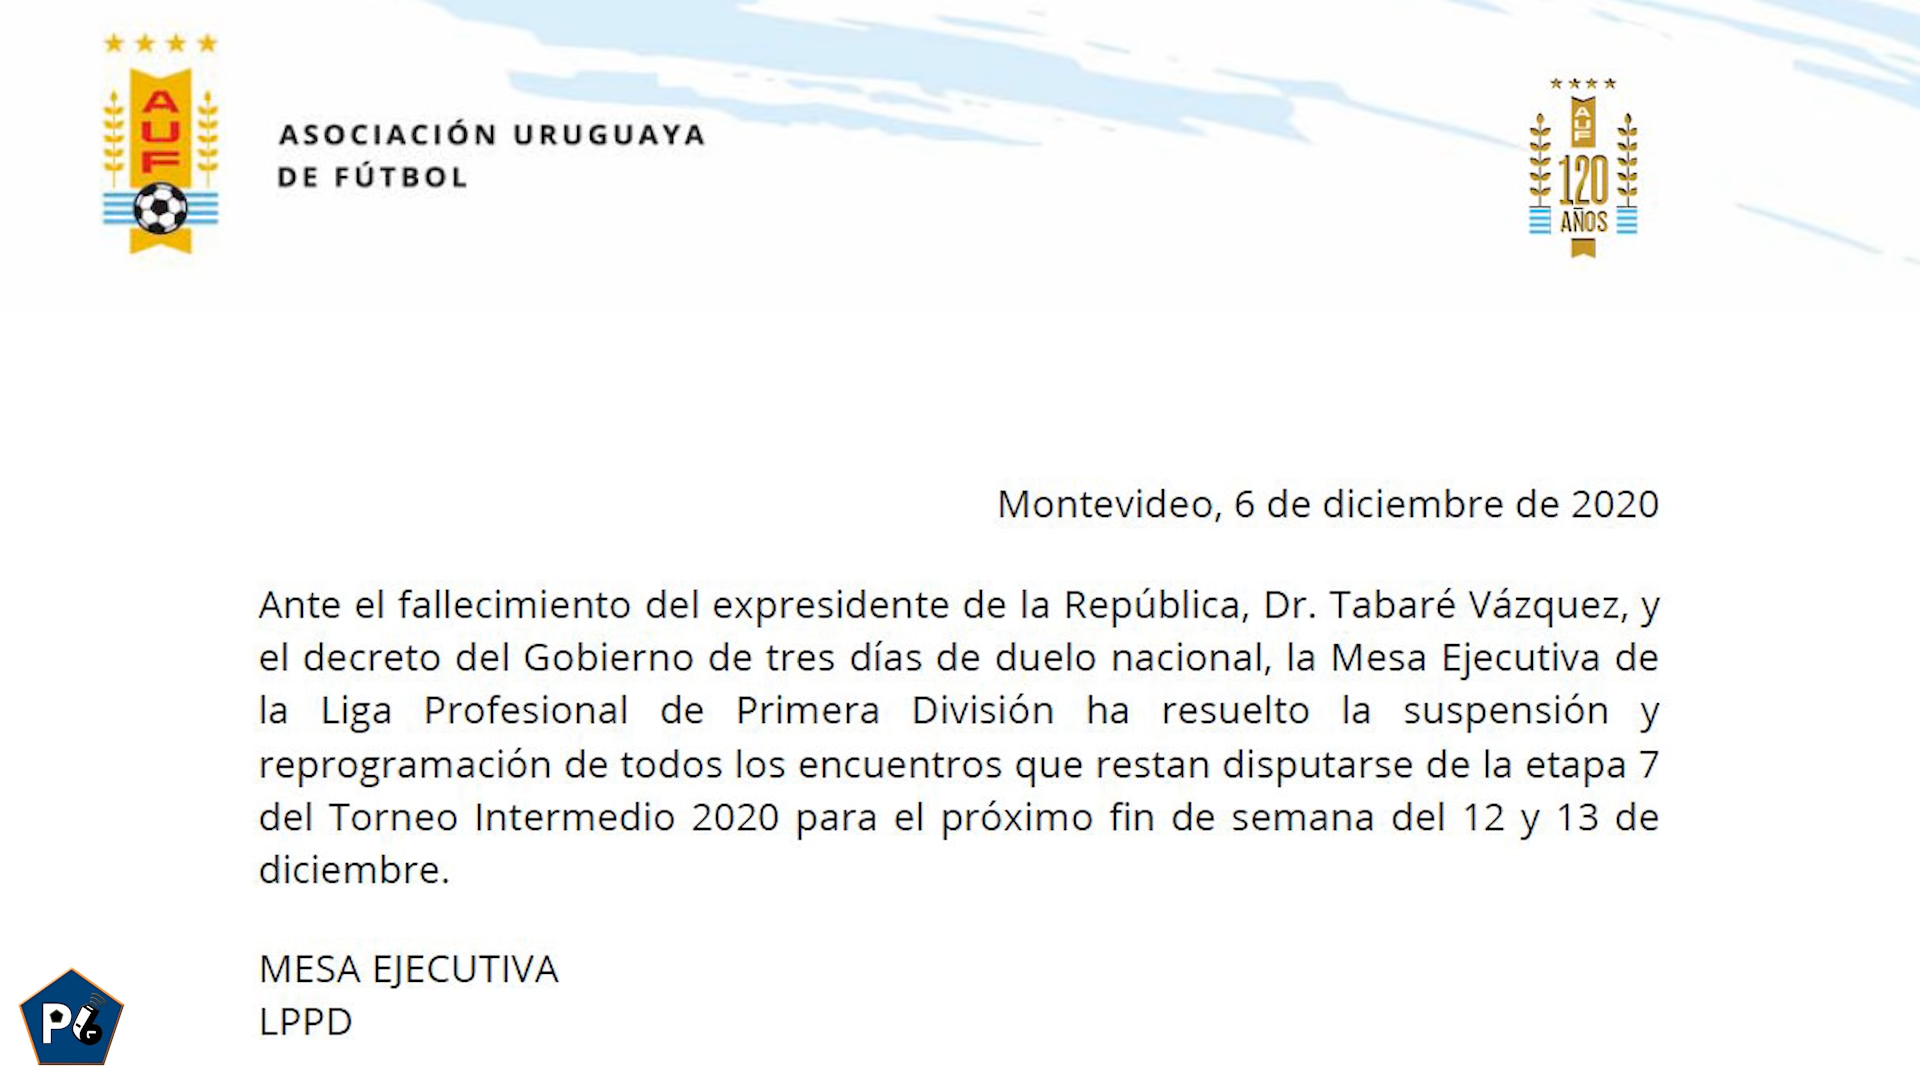 AUF
ASOCIACIÓN URUGUAYA
DE FÚTBOL
AUF
120
AÑOS
Montevideo, 6 de diciembre de 2020
Ante el fallecimiento del expresidente de la República, Dr. Tabaré Vázquez, y
el decreto del Gobierno de tres días de duelo nacional, la Mesa Ejecutiva de
la Liga Profesional de Primera División ha resuelto la suspensión y
reprogramación de todos los encuentros que restan disputarse de la etapa 7
del Torneo Intermedio 2020 para el próximo fin de semana del 12 y 13 de
diciembre.
MESA EJECUTIVA
LPPD
P6